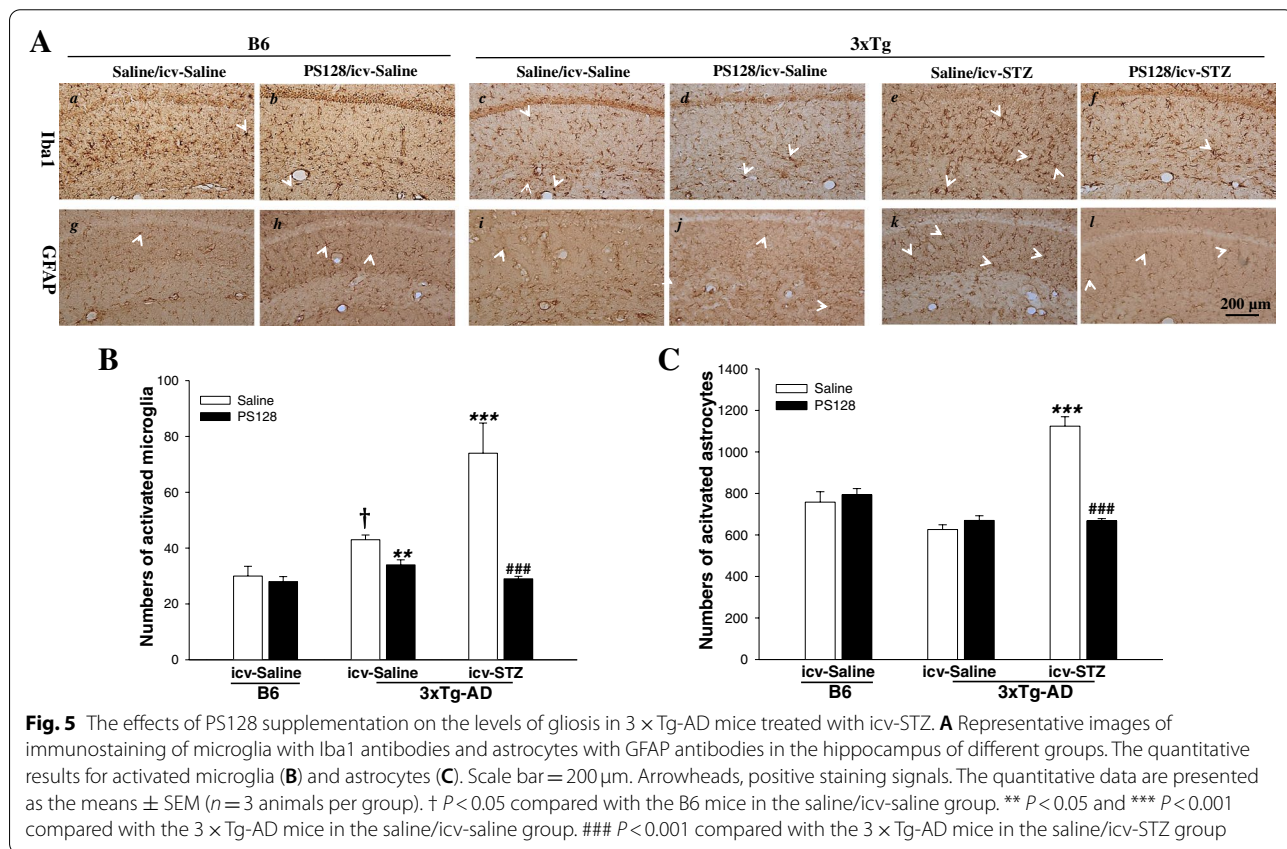 A
B6
3xTg
Saline/icv-Saline
PS128/icv-Saline
Saline/icv-Saline
PS128/icv-Saline
Saline/icv-STZ
PS128/icv-STZ
a
b
c
d
e
f
Iba1
g
h
i
j
k
l
GFAP
200 μm
B
Numbers of activated microglia
100
80
60
40
20
0
Saline
PS128
†
**
***
###
icv-Saline
icv-Saline
icv-STZ
B6
3xTg-AD
C
Numbers of acitvated astrocytes
1400
1200
1000
800
600
400
200
0
Saline
PS128
***
###
icv-Saline
icv-Saline
icv-STZ
B6
3xTg-AD
Fig. 5 The effects of PS128 supplementation on the levels of gliosis in 3 × Tg-AD mice treated with icv-STZ. A Representative images of
immunostaining of microglia with Iba1 antibodies and astrocytes with GFAP antibodies in the hippocampus of different groups. The quantitative
results for activated microglia (B) and astrocytes (C). Scale bar = 200 μm. Arrowheads, positive staining signals. The quantitative data are presented
as the means ± SEM (n = 3 animals per group). † P < 0.05 compared with the B6 mice in the saline/icv-saline group. ** P < 0.05 and *** P < 0.001
compared with the 3 × Tg-AD mice in the saline/icv-saline group. ### P < 0.001 compared with the 3 × Tg-AD mice in the saline/icv-STZ group